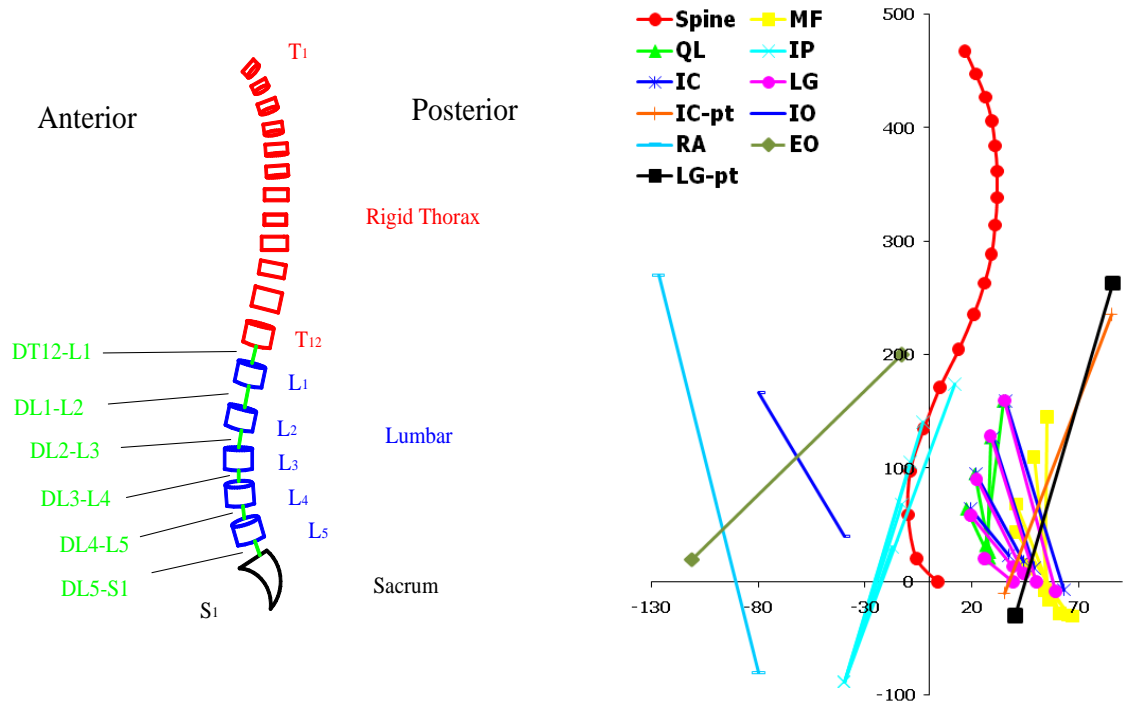 T1
Anterior
Posterior
Rigid Thorax
T12
DT12-L1
L1
DL1-L2
L2
Lumbar
DL2-L3
L3
DL3-L4
L4
L5
DL4-L5
DL5-S1
Sacrum
S1
Spine
MF
QL
IP
IC
LG
IC-pt
IO
RA
EO
LG-pt
500
400
300
200
100
0
-100
-130
-80
-30
20
70